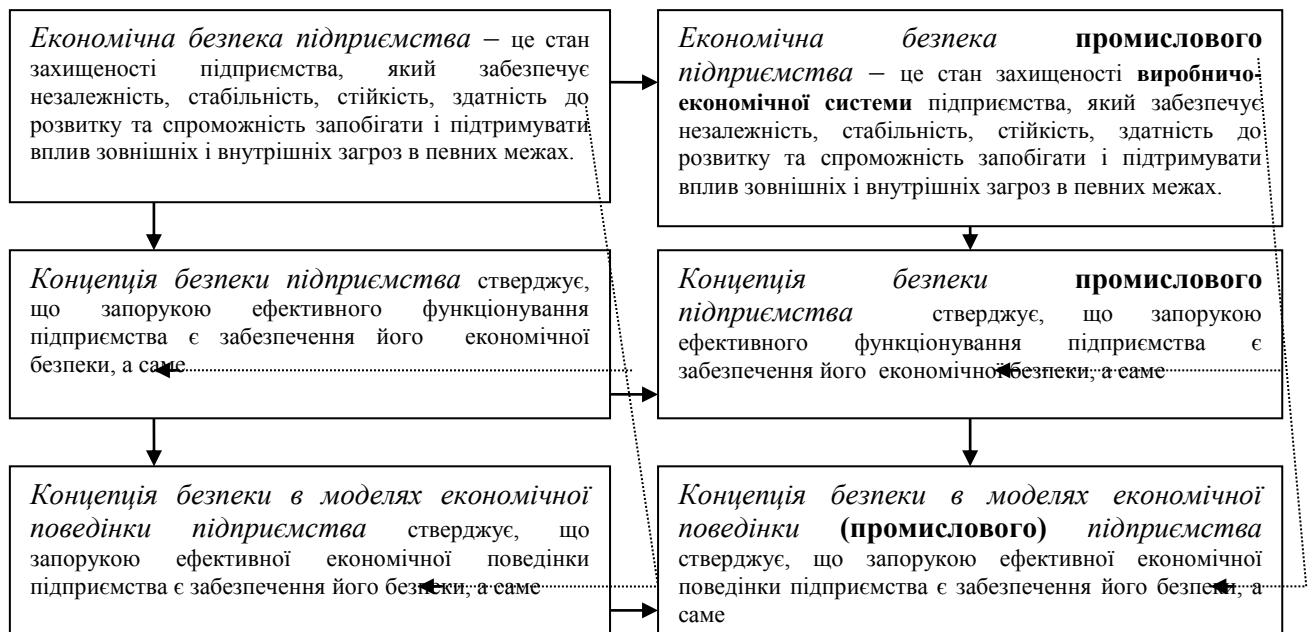 Економічна безпека підприємства – це стан
захищеності підприємства, який забезпечує
незалежність, стабільність, стійкість, здатність до
розвитку та спроможність запобігати і підтримувати
вплив зовнішніх і внутрішніх загроз в певних межах.
Економічна безпека промислового
підприємства – це стан захищеності виробничо-
економічної системи підприємства, який забезпечує
незалежність, стабільність, стійкість, здатність до
розвитку та спроможність запобігати і підтримувати
вплив зовнішніх і внутрішніх загроз в певних межах.
Концепція безпеки підприємства стверджує,
що запорукою ефективного функціонування
підприємства є забезпечення його економічної
безпеки, а саме
Концепція безпеки промислового
підприємства стверджує, що запорукою
ефективного функціонування підприємства є
забезпечення його економічної безпеки, а саме
Концепція безпеки в моделях економічної
поведінки підприємства стверджує, що
запорукою ефективної економічної поведінки
підприємства є забезпечення його безпеки, а саме
Концепція безпеки в моделях економічної
поведінки (промислового) підприємства
стверджує, що запорукою ефективної економічної
поведінки підприємства є забезпечення його безпеки, а
саме